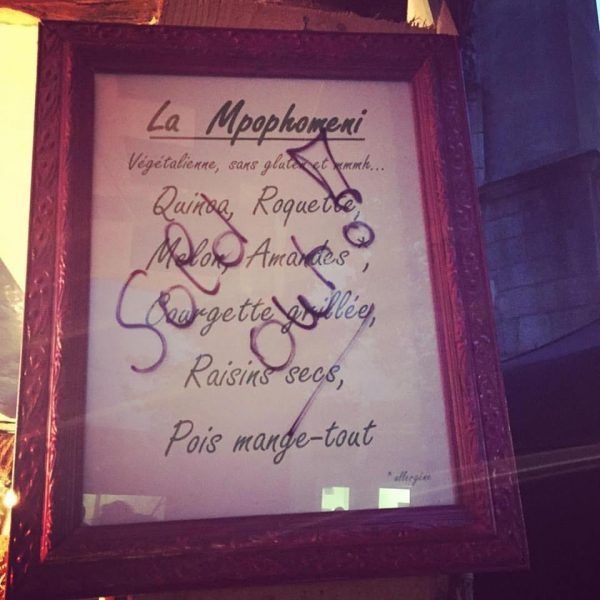 La Mpophomeni
Végétalienne, sans gluten et mmmh...
Quinoa, Roquette,
Melon, Amandes *,
Courgette grillée,
Raisins secs,
Pois mange-tout
* allergène
Sold
out!